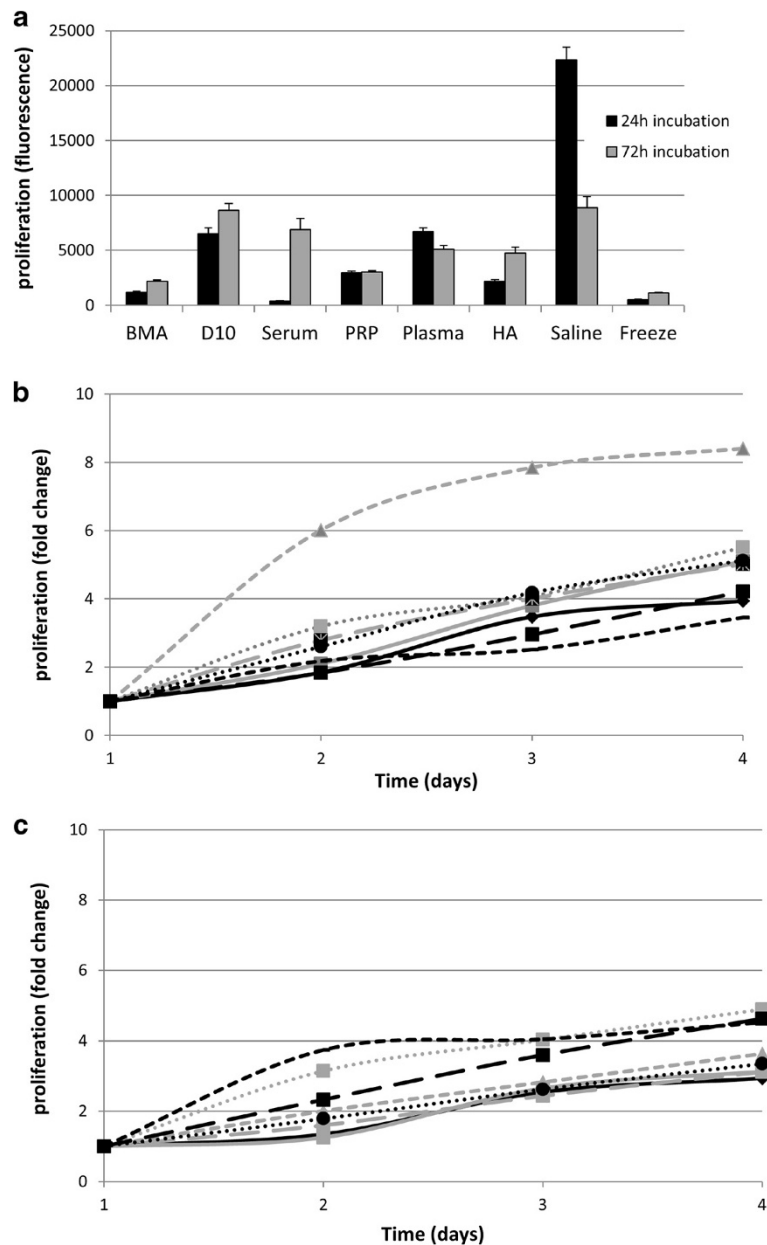 a
25000
20000
15000
10000
5000
0
proliferation (fluorescence)
24h incubation
72h incubation
BMA D10 Serum PRP Plasma HA Saline Freeze
b
10
8
6
4
2
0
proliferation (fold change)
1 2 3 4
Time (days)
c
10
8
6
4
2
0
proliferation (fold change)
1 2 3 4
Time (days)